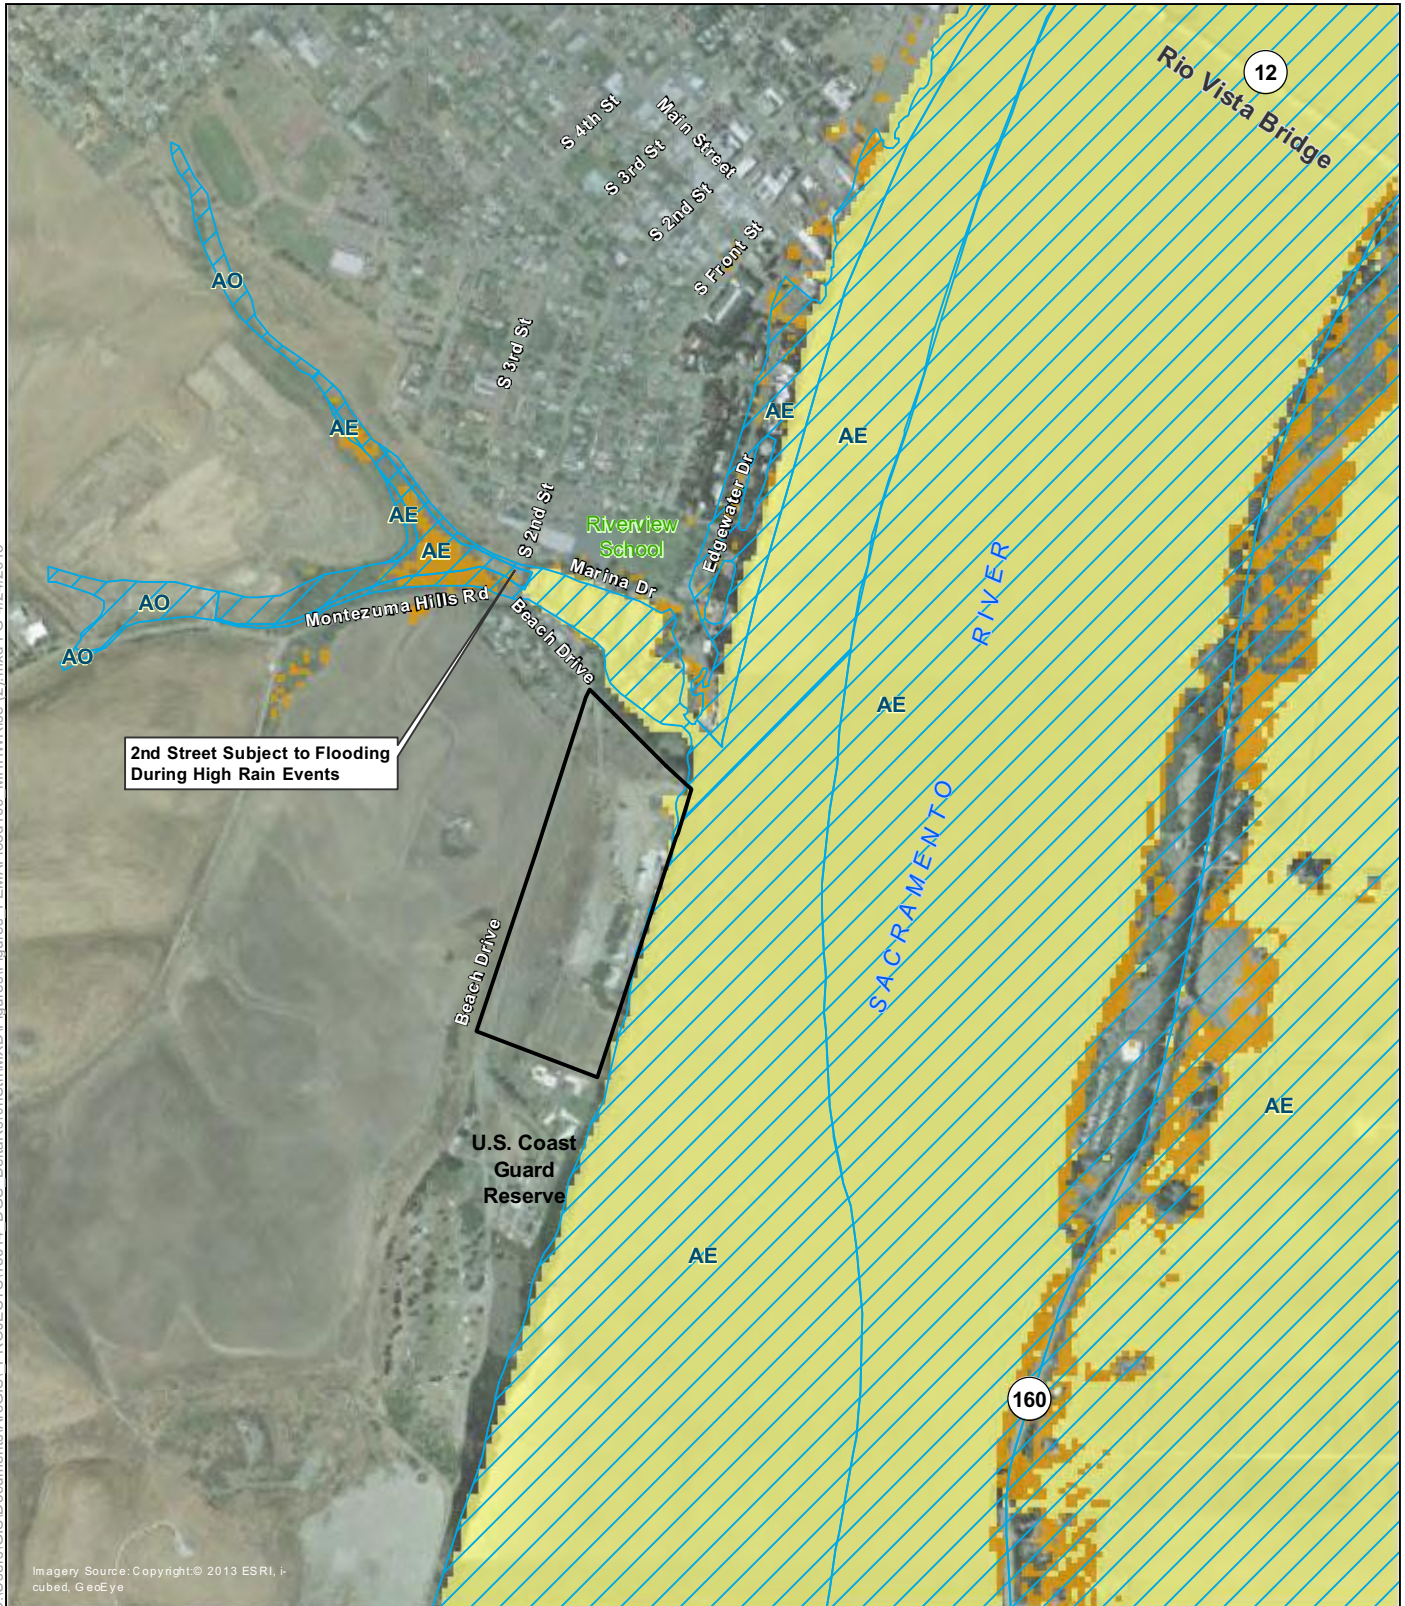 12
Rio Vista Bridge
S 4th St
Main Street
S 3rd St
S 2nd St
S Front St
AO
S 3rd St
AE
AE
AE
Edgewater Dr
S 2nd St
Riverview
School
AE
AE
Marina Dr
AO
Montezuma Hills Rd
Beach Drive
AO
RIVER
AE
2nd Street Subject to Flooding
During High Rain Events
SACRAMENTO
Beach Drive
AE
U.S. Coast
Guard
Reserve
AE
160
Imagery Source: Copyright:© 2013 ESRI, i-
cubed, GeoEye